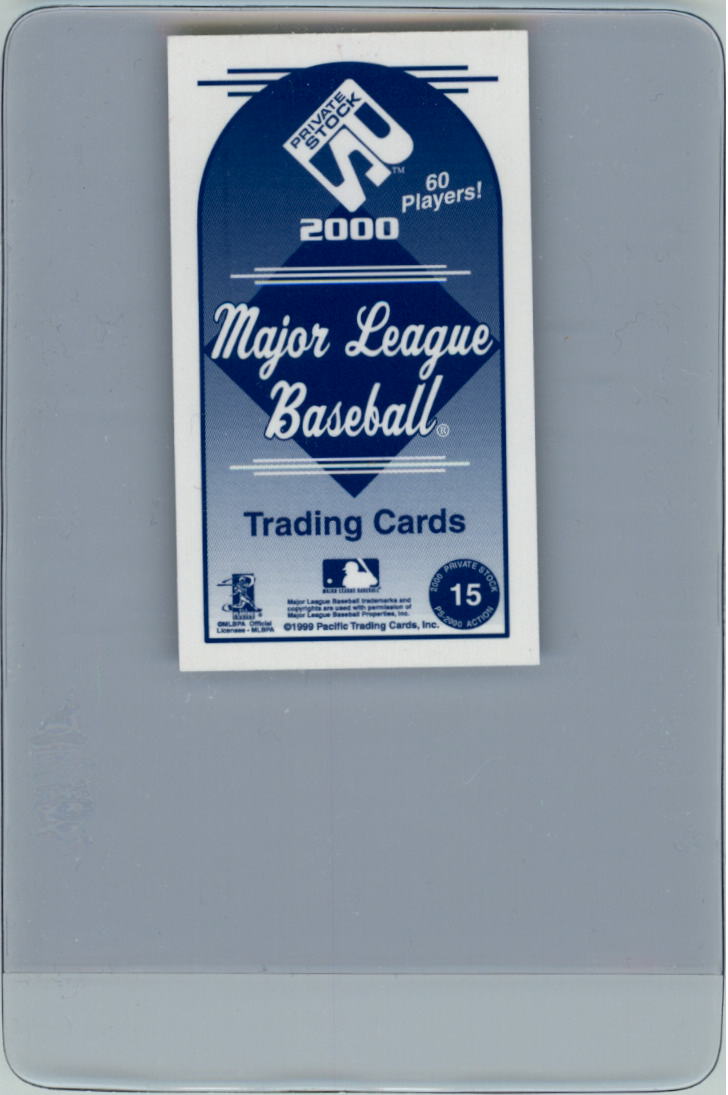 PRIVATE
STOCK
TM
60
Players!
2000
Major League
Baseball®
Trading Cards
MAJOR LEAGUE BASEBALL
Major League Baseball trademarks and
copyrights are used with permission of
Major League Baseball Properties, Inc.
©MLBPA Official
Licensee - MLBPA
©1999 Pacific Trading Cards, Inc.
2000 PRIVATE STOCK
15
PS-2000 ACTION